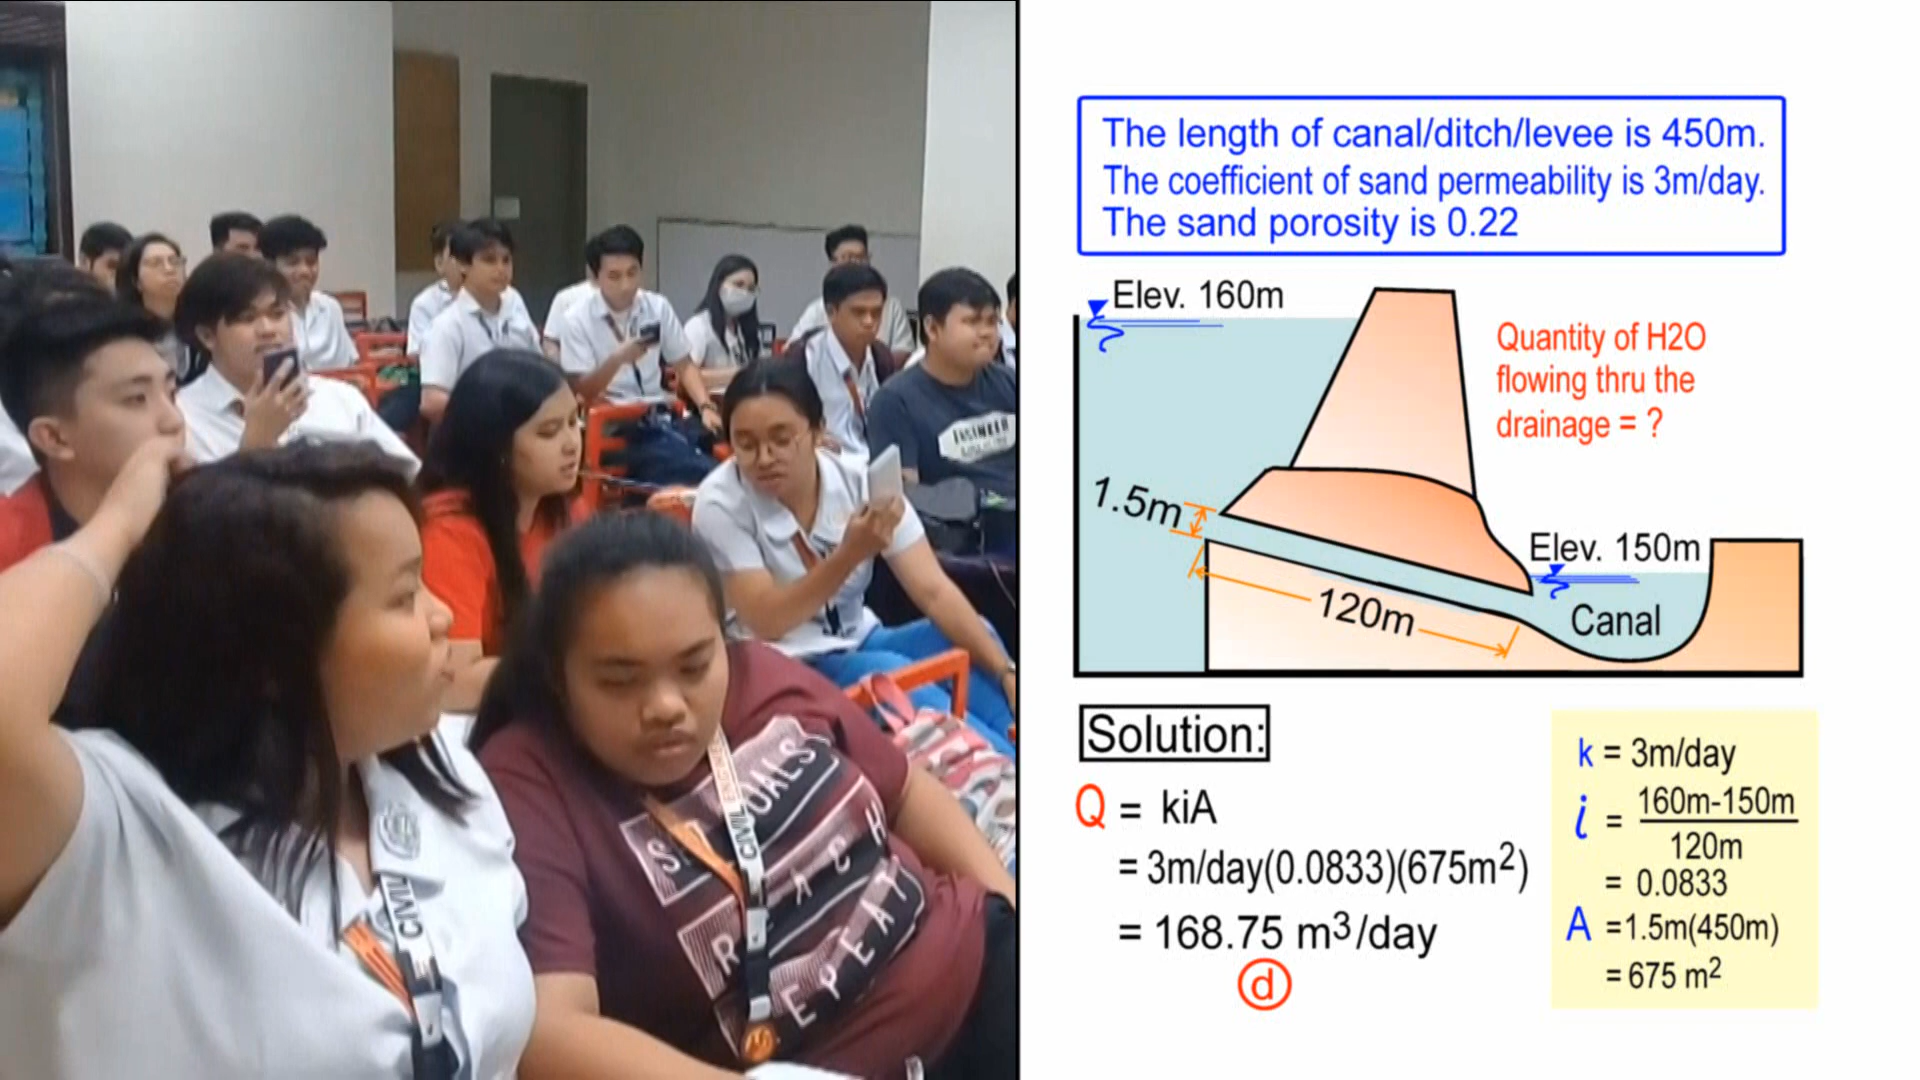 The length of canal/ditch/levee is 450m.
The coefficient of sand permeability is 3m/day.
The sand porosity is 0.22
Elev. 160m
Quantity of H2O
flowing thru the
drainage = ?
1.5m
120m
Elev. 150m
Canal
Solution:
Q = kiA
= 3m/day(0.0833)(675m²)
= 168.75 m³/day
d
k = 3m/day
i = 160m-150m
120m
= 0.0833
A =1.5m(450m)
= 675 m²
CIVIL
CIVIL